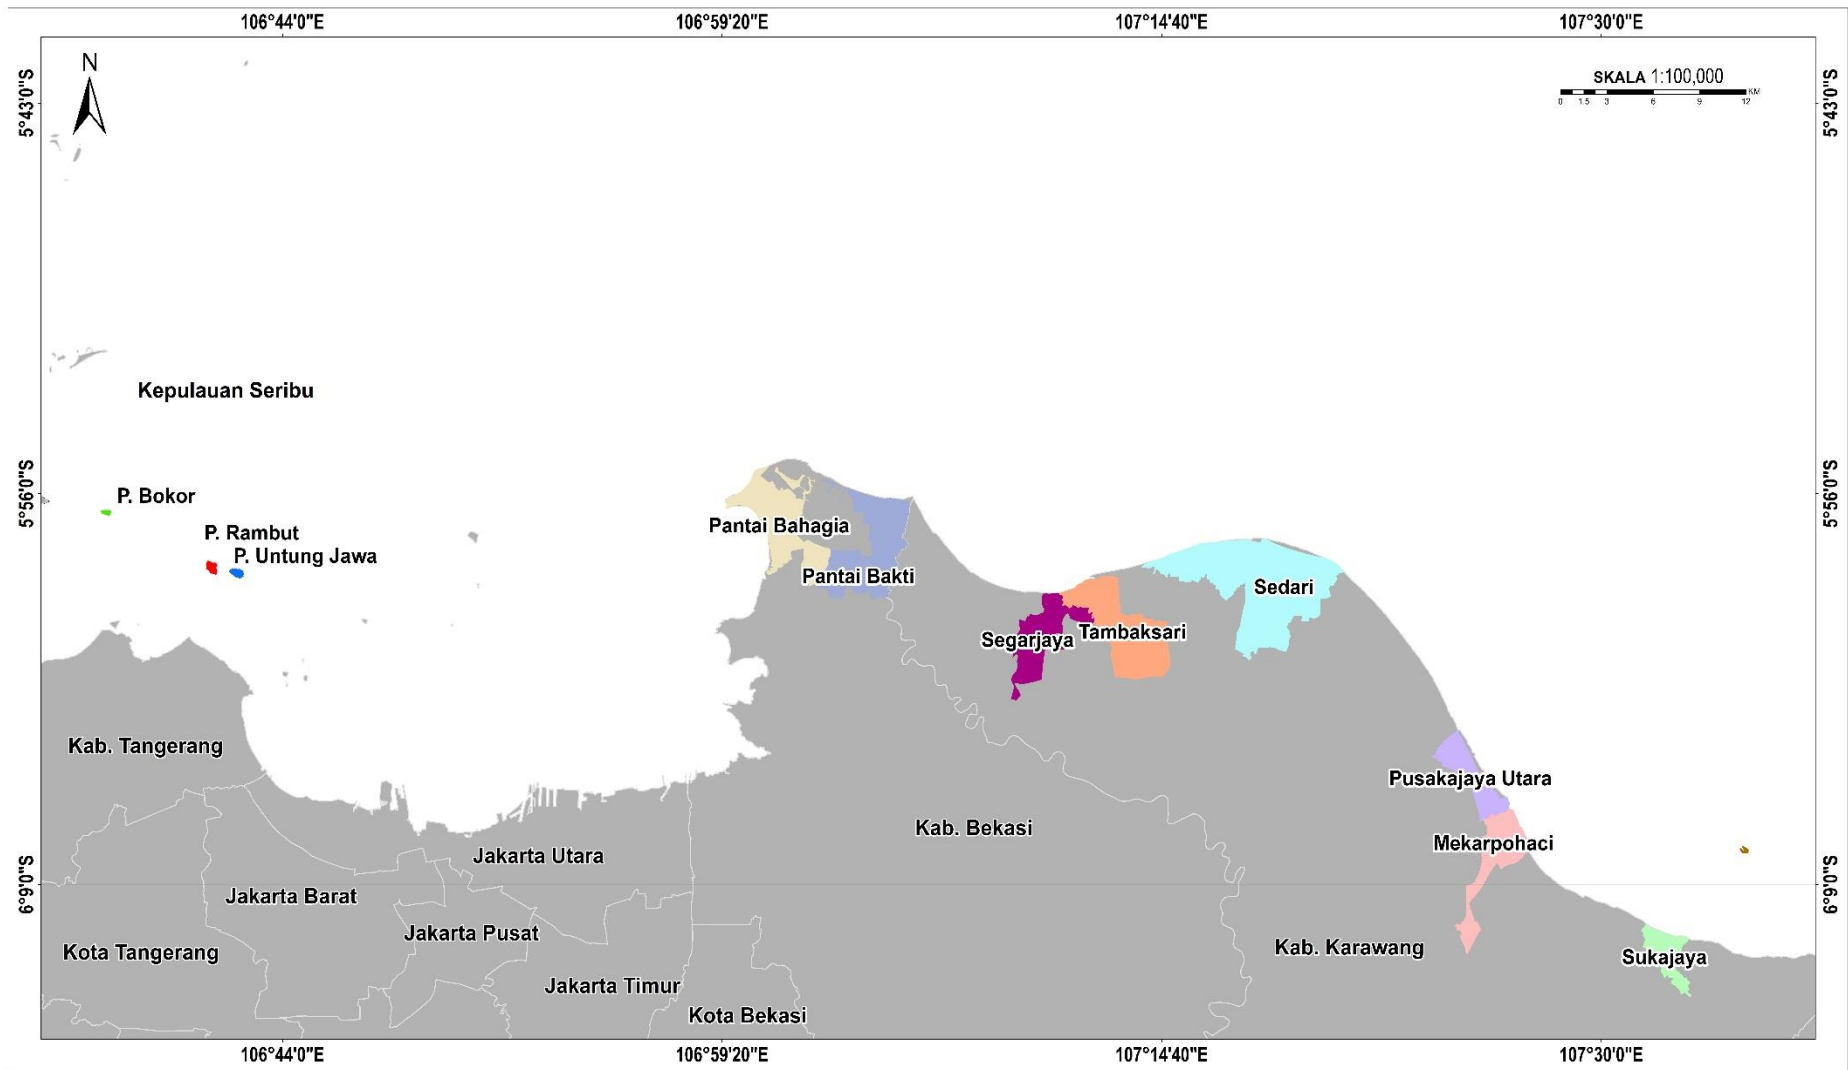 106°44'0"E
106°59'20"E
107°14'40"E
107°30'0"E
N
SKALA 1:100,000
0 1.5 3 6 9 12 KM
5°43'0"S
5°43'0"S
Kepulauan Seribu
5°56'0"S
5°56'0"S
P. Bokor
P. Rambut
P. Untung Jawa
Pantai Bahagia
Pantai Bakti
Sedari
Segarjaya
Tambaksari
Kab. Tangerang
Pusakajaya Utara
Kab. Bekasi
Mekarpohaci
Jakarta Utara
6°9'0"S
6°9'0"S
Jakarta Barat
Jakarta Pusat
Kota Tangerang
Kab. Karawang
Sukajaya
Jakarta Timur
Kota Bekasi
106°44'0"E
106°59'20"E
107°14'40"E
107°30'0"E